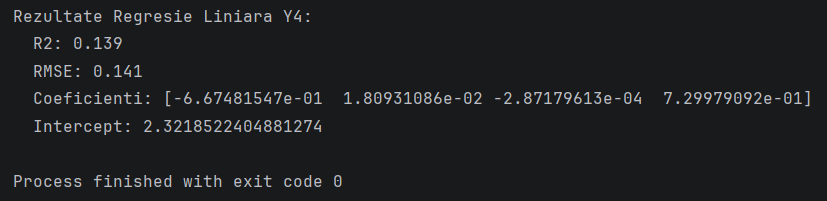 Rezultate Regresie Liniara Y4:
R2: 0.139
RMSE: 0.141
Coeficienti: [-6.67481547e-01  1.80931086e-02 -2.87179613e-04  7.29979092e-01]
Intercept: 2.3218522404881274
Process finished with exit code 0